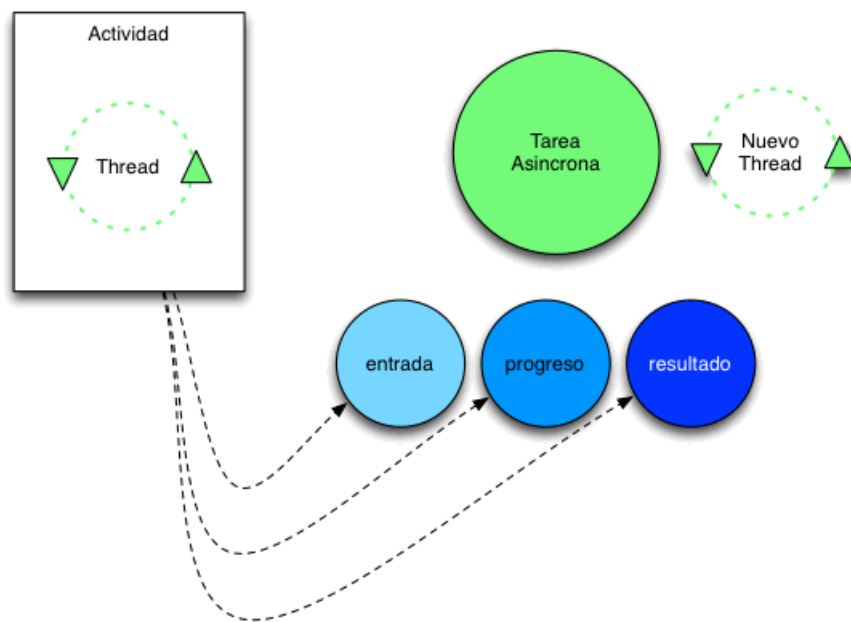 Actividad
Thread
Tarea
Asincrona
Nuevo
Thread
entrada
progreso
resultado